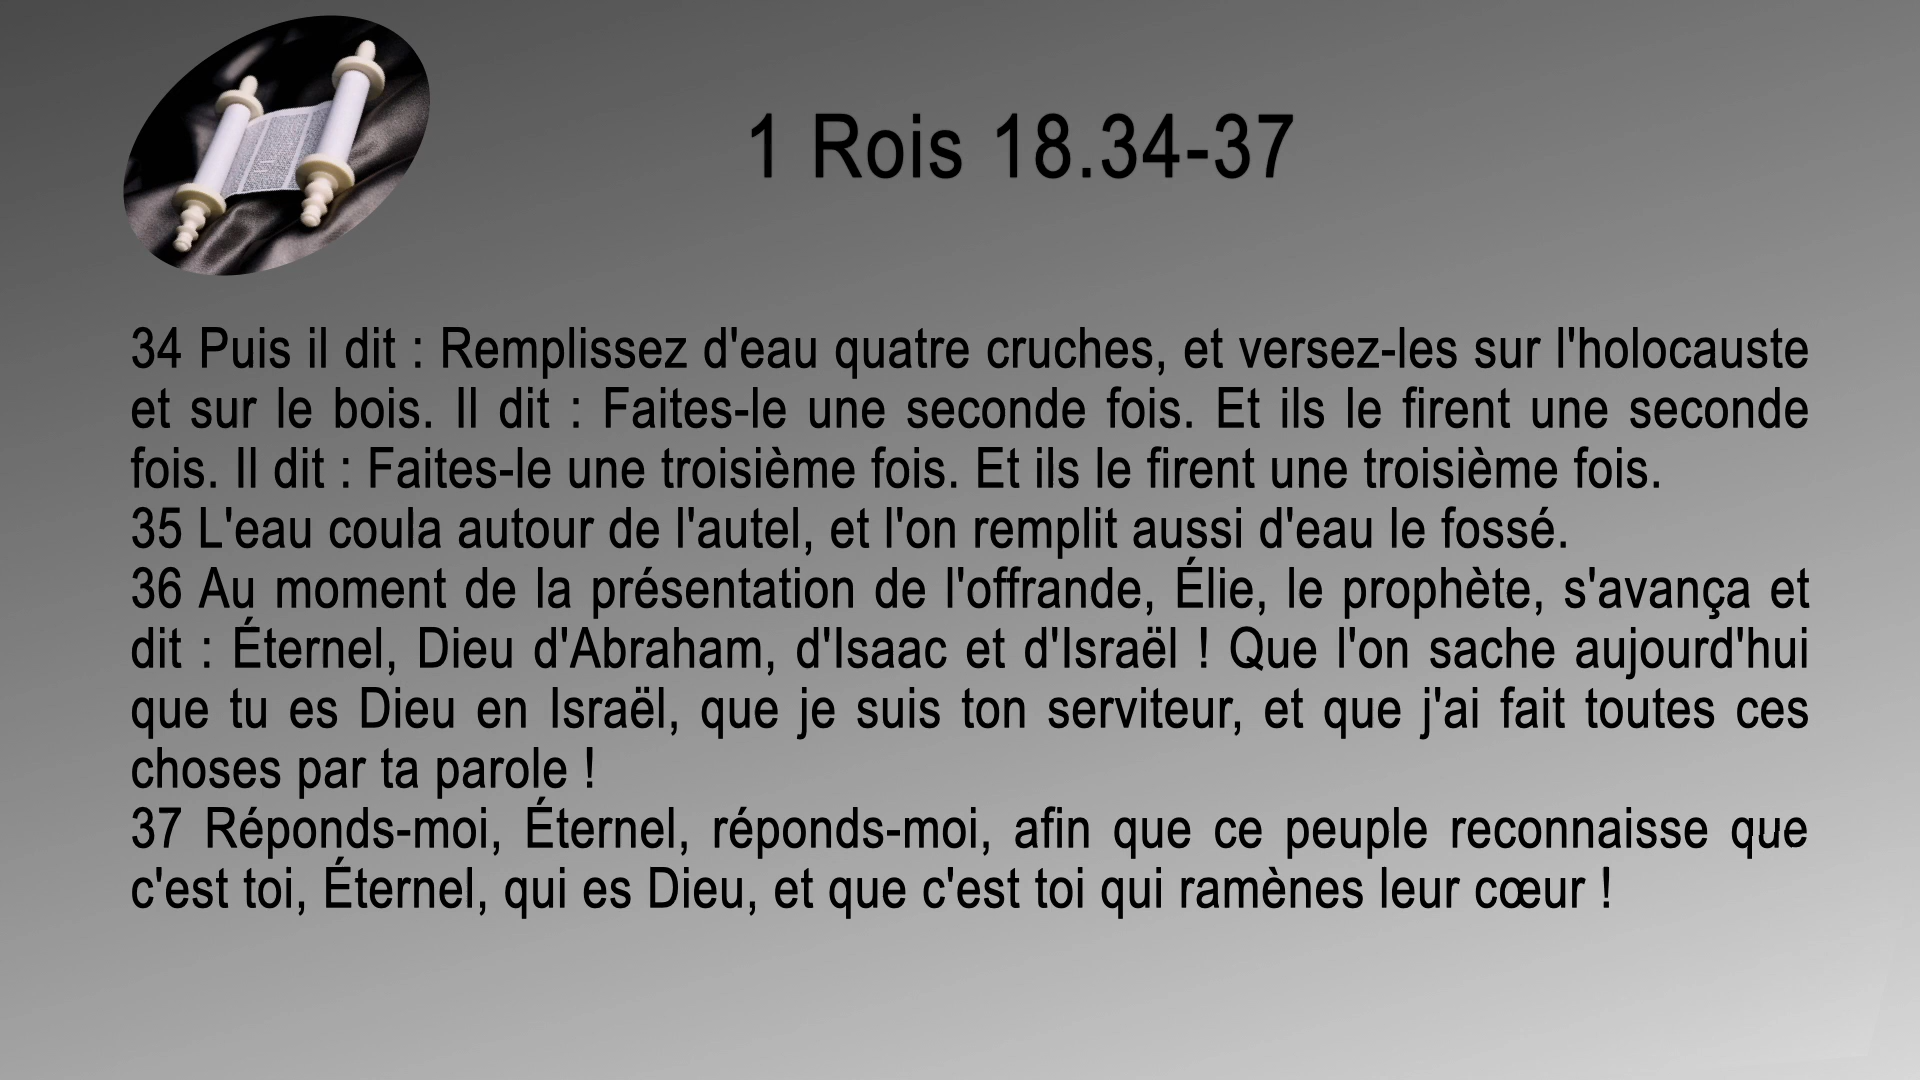 1 Rois 18.34-37
34 Puis il dit : Remplissez d'eau quatre cruches, et versez-les sur l'holocauste
et sur le bois. Il dit : Faites-le une seconde fois. Et ils le firent une seconde
fois. Il dit : Faites-le une troisième fois. Et ils le firent une troisième fois.
35 L'eau coula autour de l'autel, et l'on remplit aussi d'eau le fossé.
36 Au moment de la présentation de l'offrande, Élie, le prophète, s'avança et
dit : Éternel, Dieu d'Abraham, d'Isaac et d'Israël ! Que l'on sache aujourd'hui
que tu es Dieu en Israël, que je suis ton serviteur, et que j'ai fait toutes ces
choses par ta parole !
37 Réponds-moi, Éternel, réponds-moi, afin que ce peuple reconnaisse que
c'est toi, Éternel, qui es Dieu, et que c'est toi qui ramènes leur cœur !